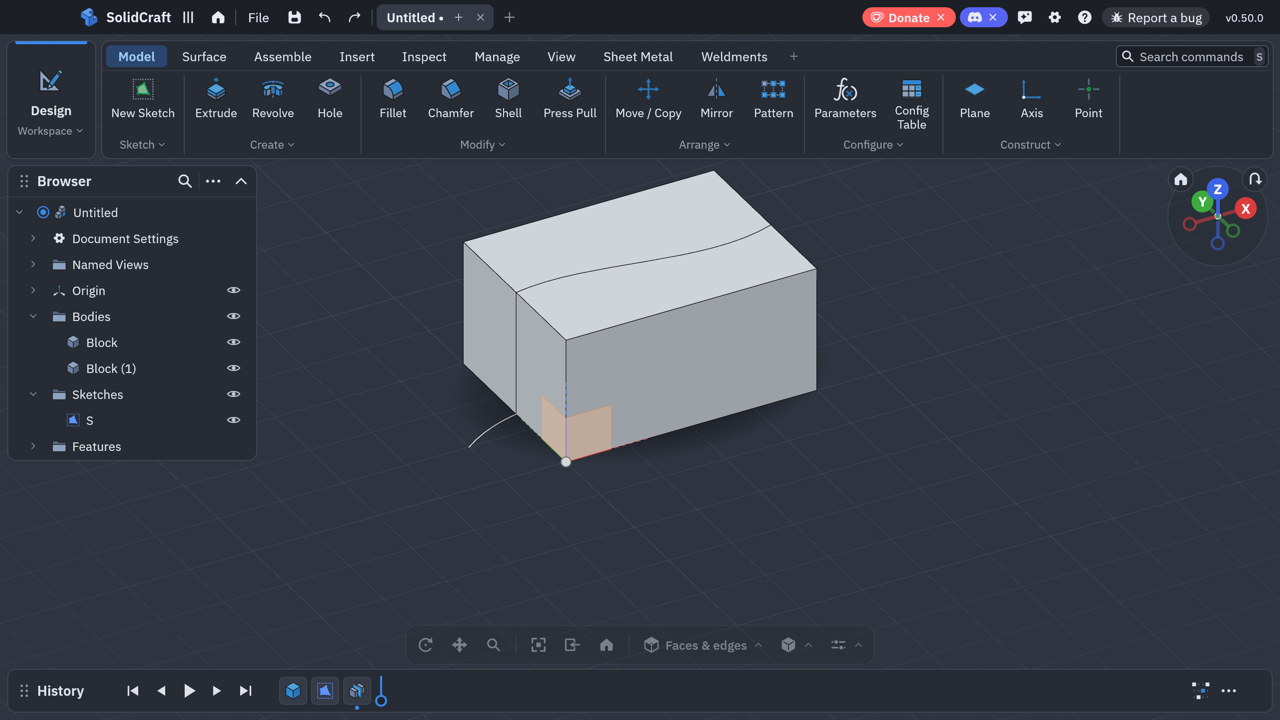 SolidCraft File Untitled • Donate Report a bug v0.50.0
Model Surface Assemble Insert Inspect Manage View Sheet Metal Weldments Search commands S
Design
Workspace
New Sketch Extrude Revolve Hole Fillet Chamfer Shell Press Pull Move / Copy Mirror Pattern Parameters Config Table Plane Axis Point
Sketch Create Modify Arrange Configure Construct
Browser
Untitled
Document Settings
Named Views
Origin
Bodies
Block
Block (1)
Sketches
S
Features
Z
Y
X
Faces & edges
History